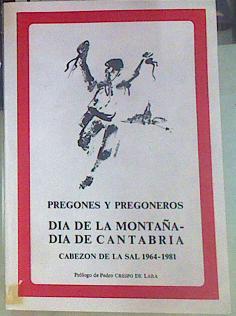 PREGONES Y PREGONEROS
DIA DE LA MONTAÑA-
DIA DE CANTABRIA
CABEZON DE LA SAL 1964-1981
Prólogo de Pedro CRESPO DE LARA